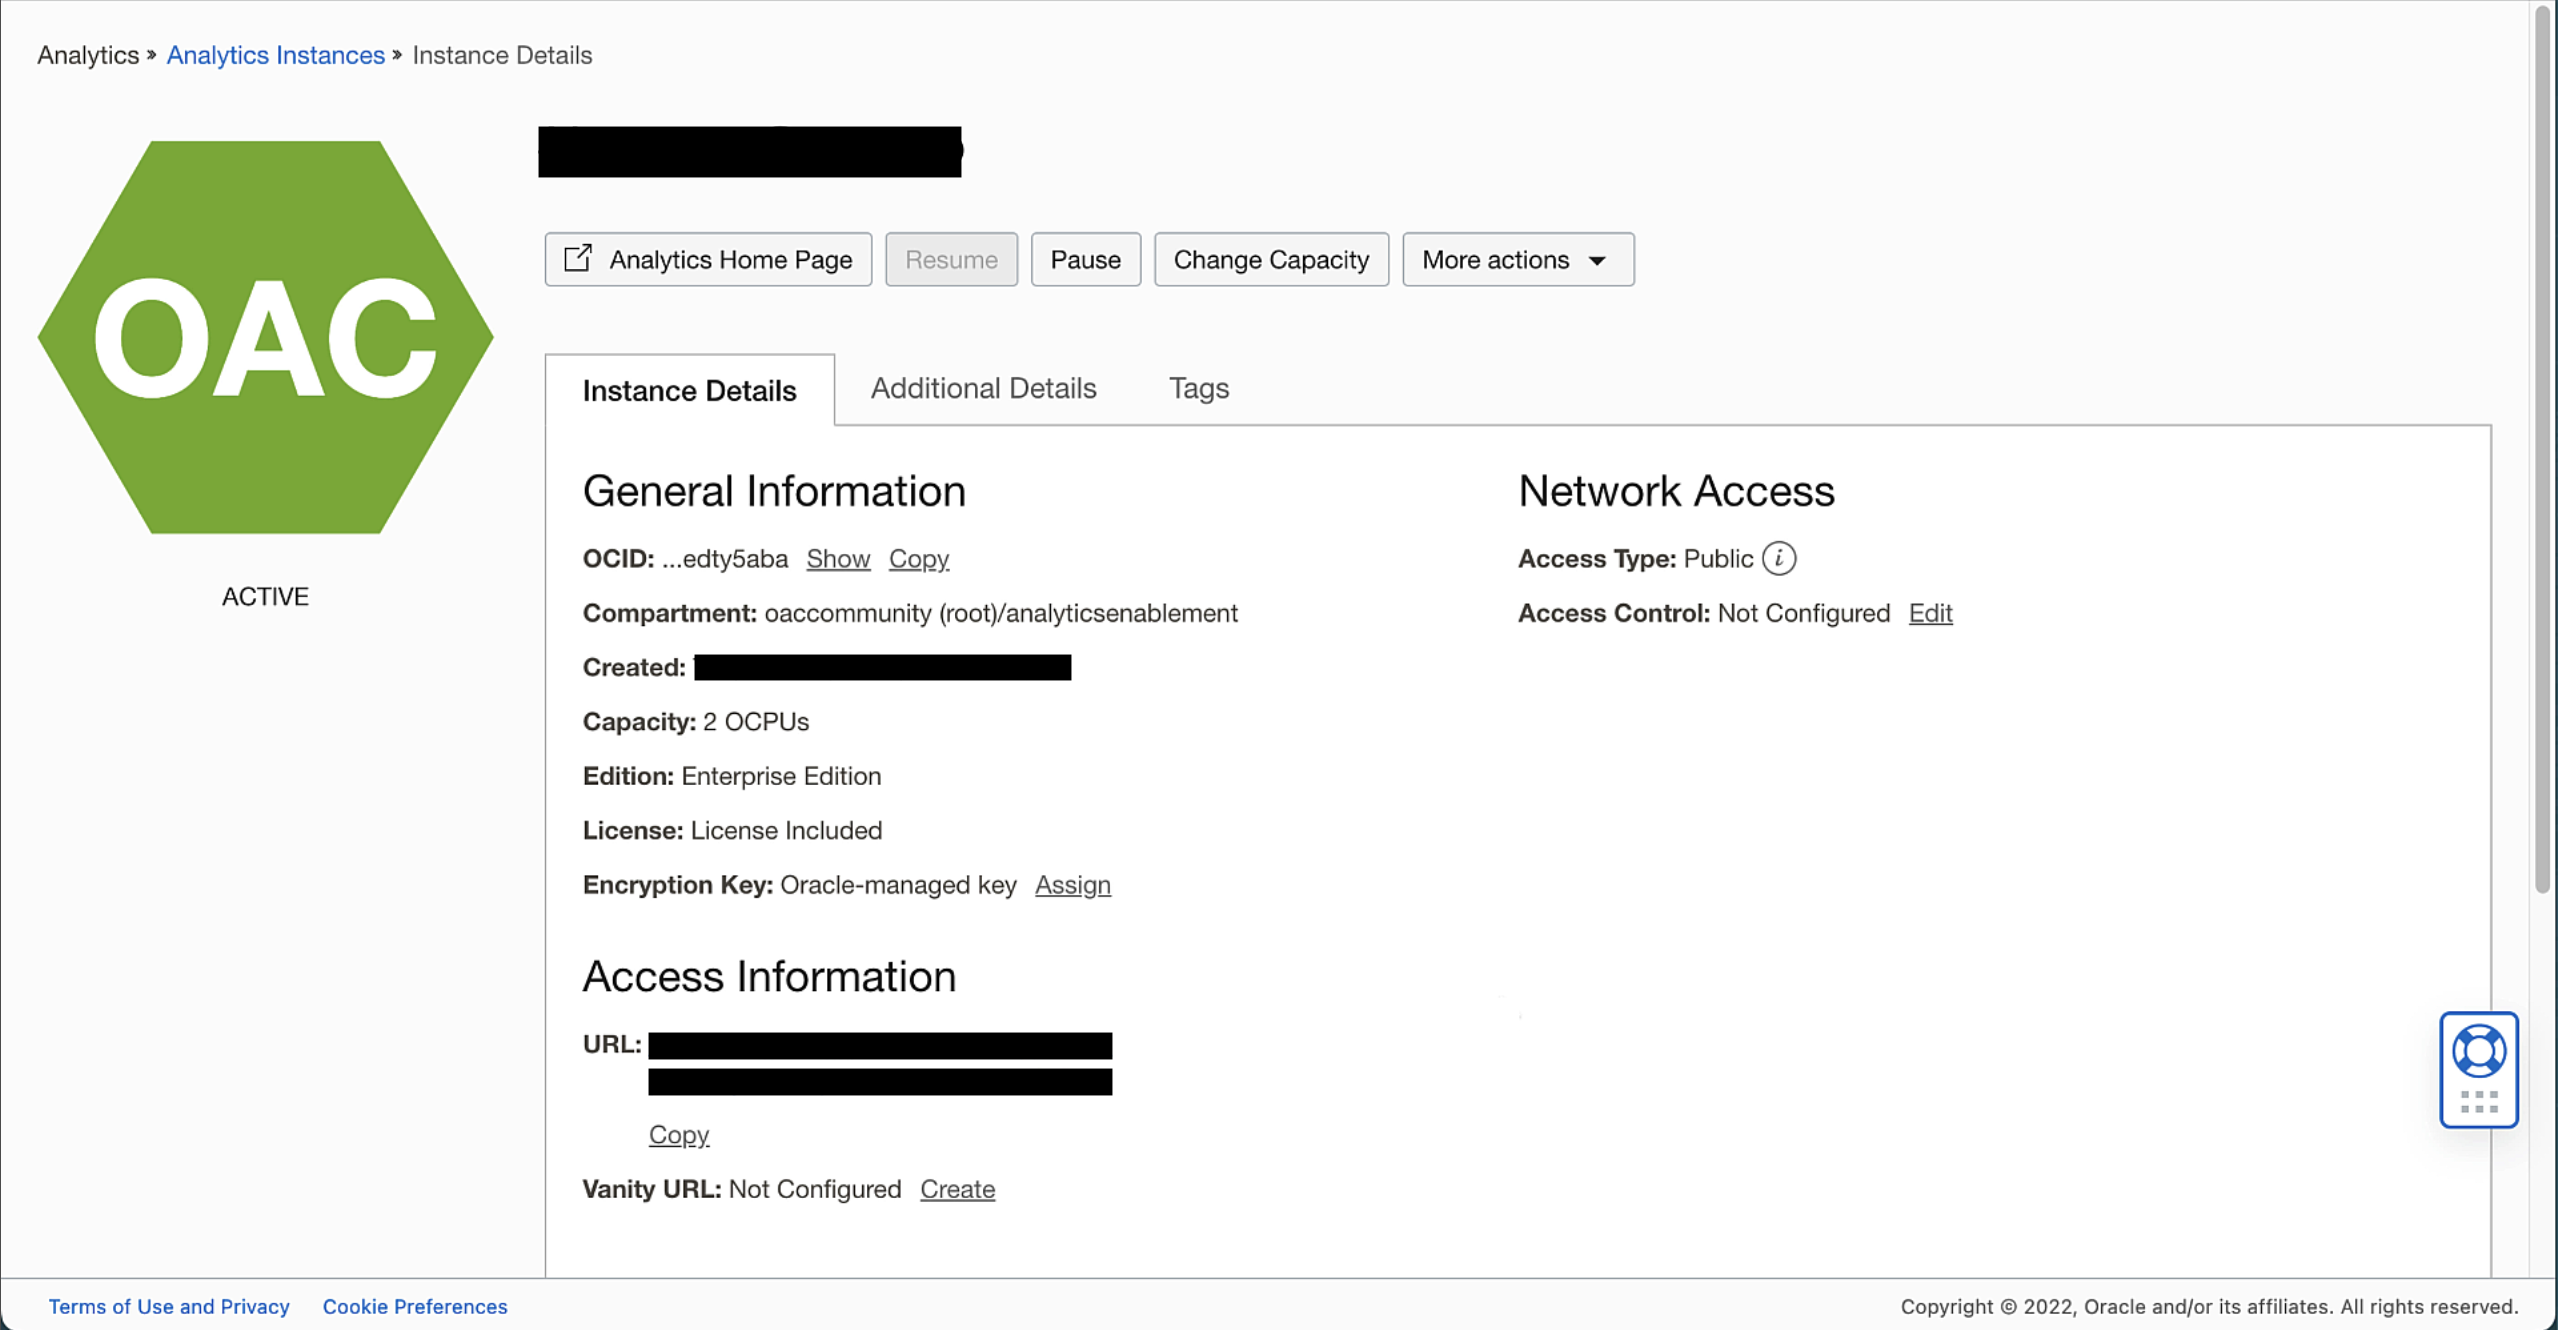 Analytics » Analytics Instances » Instance Details
OAC
ACTIVE
Analytics Home Page
Resume
Pause
Change Capacity
More actions
Instance Details
Additional Details
Tags
General Information
OCID: ...edty5aba Show Copy
Compartment: oaccommunity (root)/analyticsenablement
Created:
Capacity: 2 OCPUs
Edition: Enterprise Edition
License: License Included
Encryption Key: Oracle-managed key Assign
Access Information
URL:
Copy
Vanity URL: Not Configured Create
Network Access
Access Type: Public i
Access Control: Not Configured Edit
Terms of Use and Privacy
Cookie Preferences
Copyright © 2022, Oracle and/or its affiliates. All rights reserved.